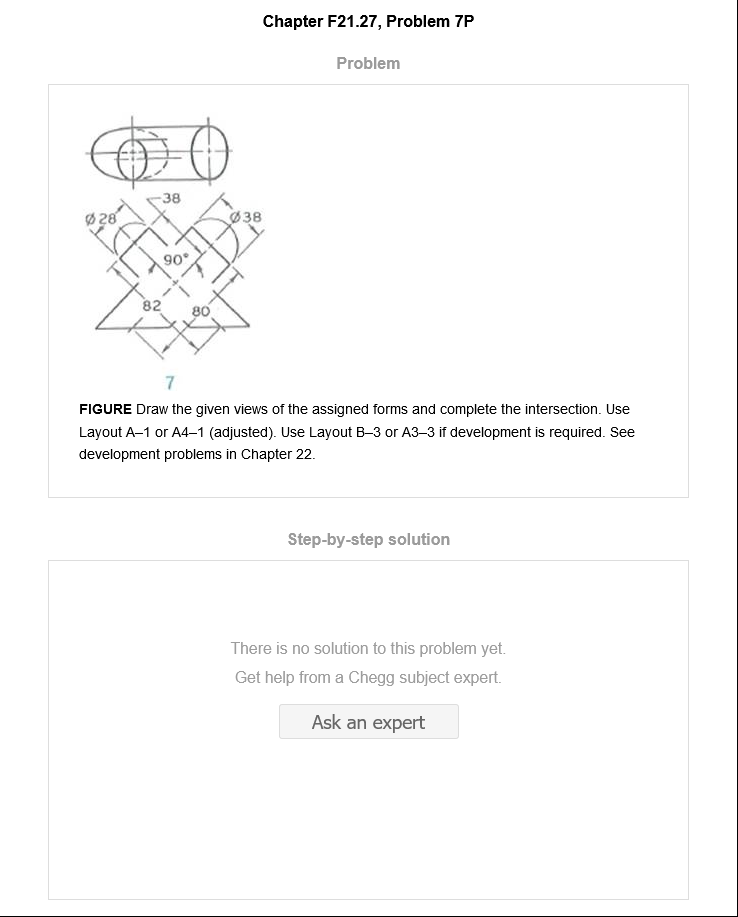 Chapter F21.27, Problem 7P
Problem
38
Ø 28
Ø 38
90°
82
80
7
FIGURE Draw the given views of the assigned forms and complete the intersection. Use
Layout A–1 or A4–1 (adjusted). Use Layout B–3 or A3–3 if development is required. See
development problems in Chapter 22.
Step-by-step solution
There is no solution to this problem yet.
Get help from a Chegg subject expert.
Ask an expert